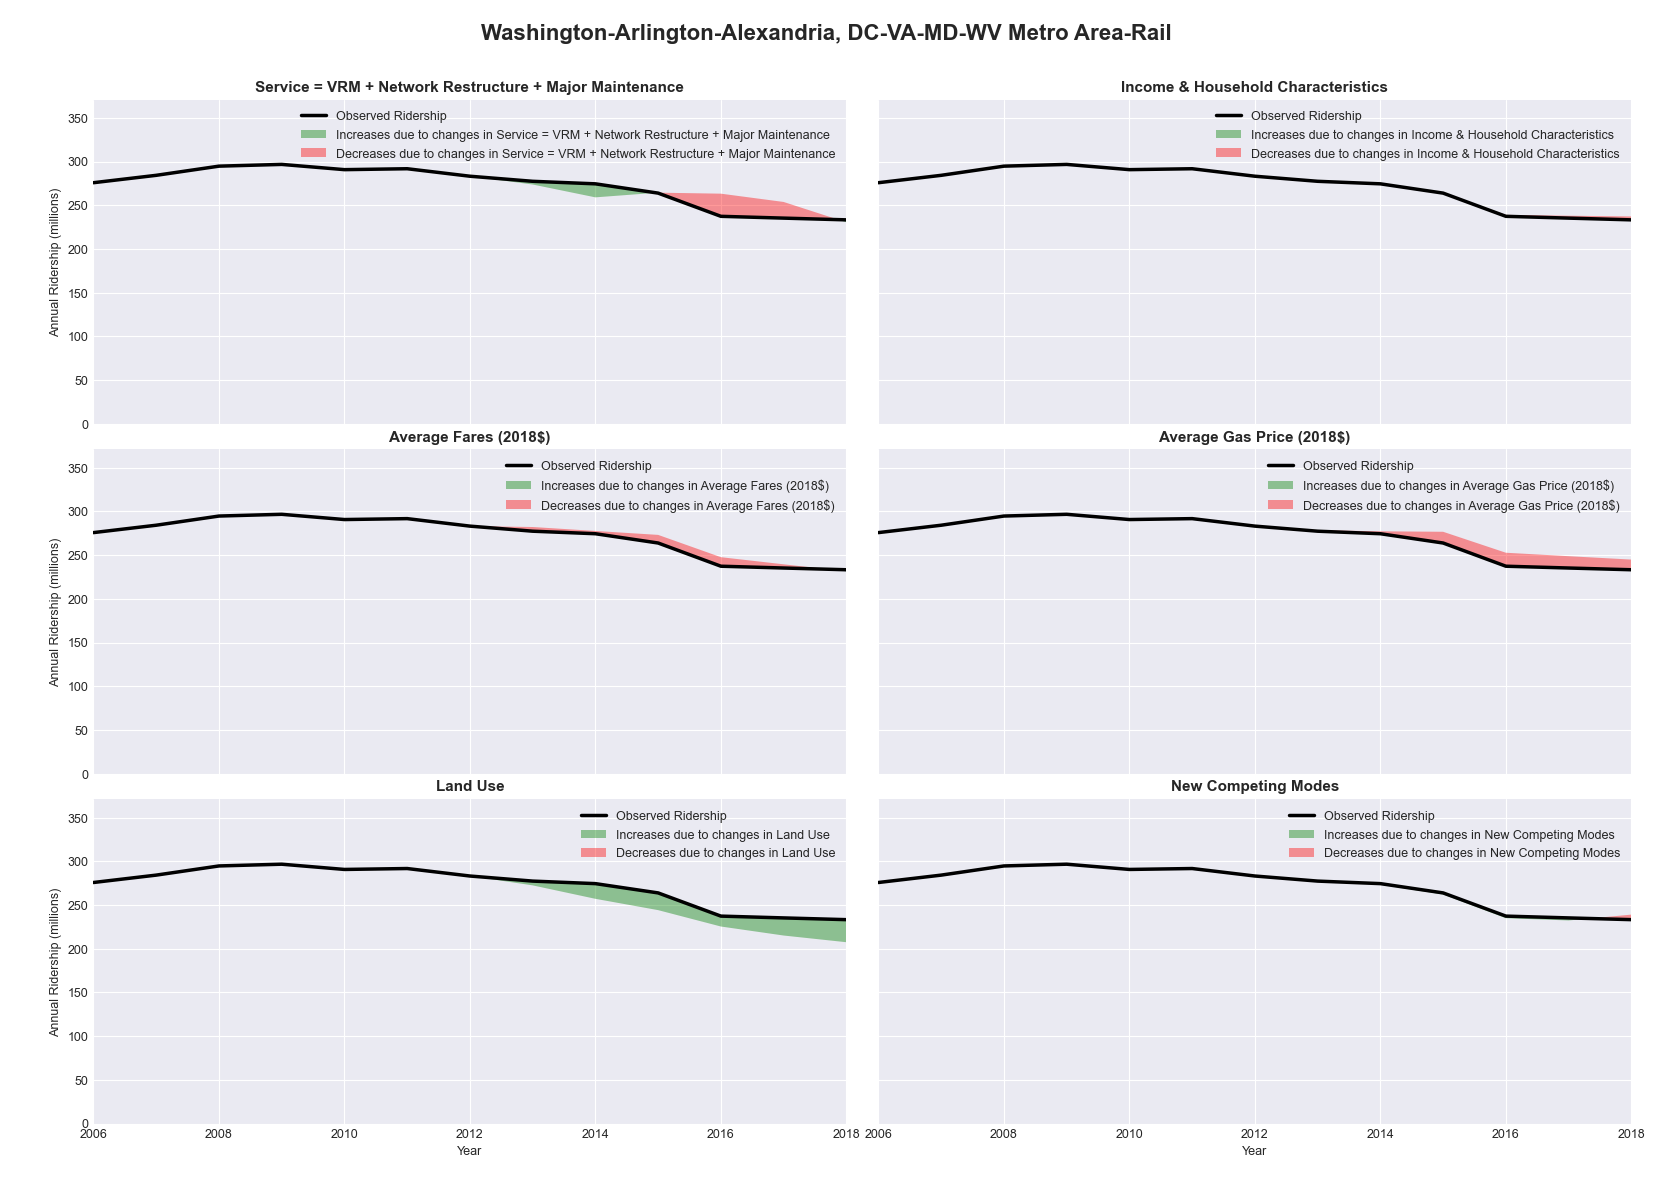 Washington-Arlington-Alexandria, DC-VA-MD-WV Metro Area-Rail
Service = VRM + Network Restructure + Major Maintenance
Observed Ridership
Increases due to changes in Service = VRM + Network Restructure + Major Maintenance
Decreases due to changes in Service = VRM + Network Restructure + Major Maintenance
350
300
250
200
150
100
50
0
Annual Ridership (millions)
Income & Household Characteristics
Observed Ridership
Increases due to changes in Income & Household Characteristics
Decreases due to changes in Income & Household Characteristics
Average Fares (2018$)
Observed Ridership
Increases due to changes in Average Fares (2018$)
Decreases due to changes in Average Fares (2018$)
350
300
250
200
150
100
50
0
Annual Ridership (millions)
Average Gas Price (2018$)
Observed Ridership
Increases due to changes in Average Gas Price (2018$)
Decreases due to changes in Average Gas Price (2018$)
Land Use
Observed Ridership
Increases due to changes in Land Use
Decreases due to changes in Land Use
350
300
250
200
150
100
50
0
Annual Ridership (millions)
2006 2008 2010 2012 2014 2016 2018
Year
New Competing Modes
Observed Ridership
Increases due to changes in New Competing Modes
Decreases due to changes in New Competing Modes
2006 2008 2010 2012 2014 2016 2018
Year